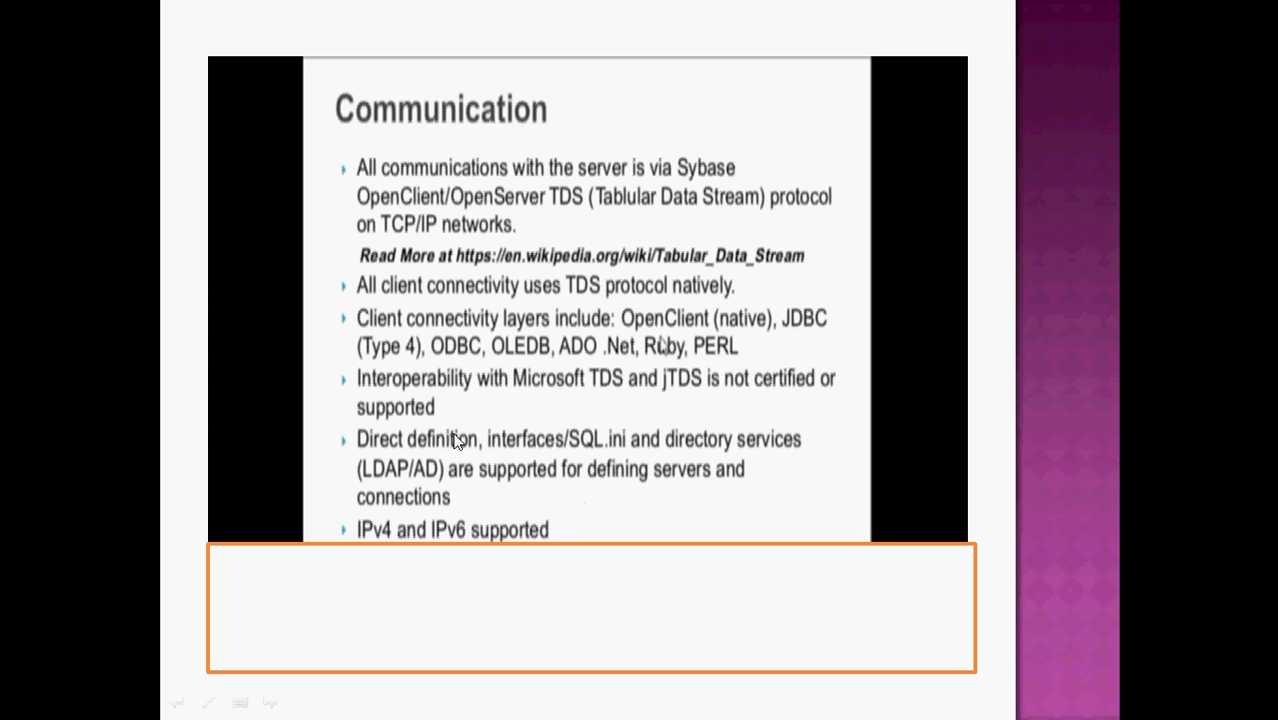 Communication
All communications with the server is via Sybase
OpenClient/OpenServer TDS (Tablular Data Stream) protocol
on TCP/IP networks.
Read More at https://en.wikipedia.org/wiki/Tabular_Data_Stream
All client connectivity uses TDS protocol natively.
Client connectivity layers include: OpenClient (native), JDBC
(Type 4), ODBC, OLEDB, ADO .Net, Ruby, PERL
Interoperability with Microsoft TDS and jTDS is not certified or
supported
Direct definition, interfaces/SQL.ini and directory services
(LDAP/AD) are supported for defining servers and
connections
IPv4 and IPv6 supported